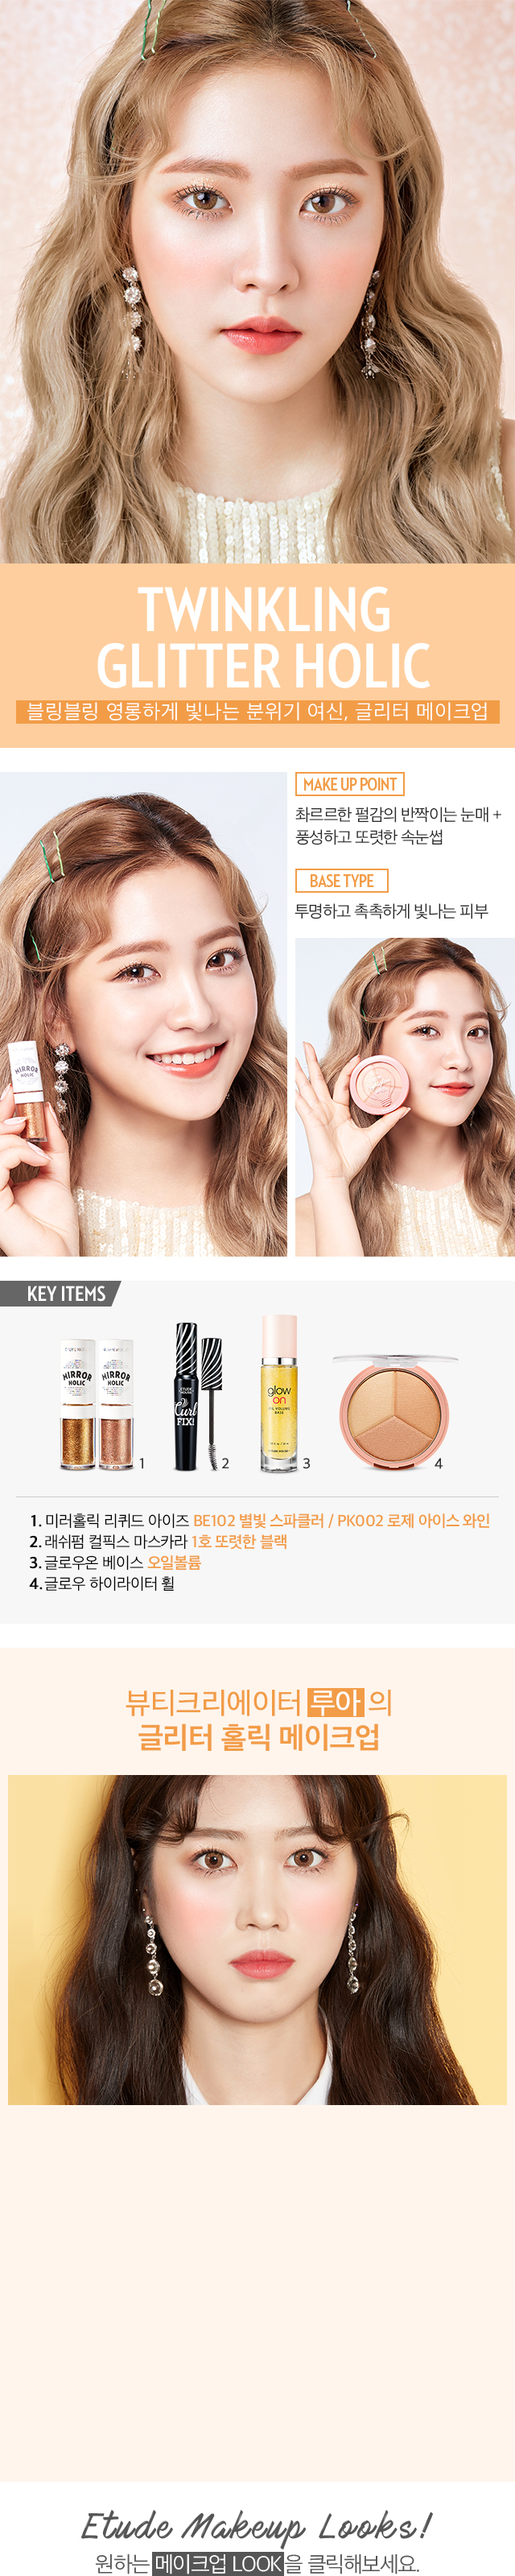 TWINKLING
GLITTER HOLIC
블링블링 영롱하게 빛나는 분위기 여신, 글리터 메이크업
MAKE UP POINT
촤르르한 펄감의 반짝이는 눈매 +
풍성하고 또렷한 속눈썹
BASE TYPE
투명하고 촉촉하게 빛나는 피부
MIRROR
HOLIC
KEY ITEMS
MIRROR
HOLIC
MIRROR
HOLIC
1
Curl
FIX!
2
glow
on
OIL VOLUME
BASE
3
4
1. 미러홀릭 리퀴드 아이즈 BE102 별빛 스파클러 / PK002 로제 아이스 와인
2. 래쉬펌 컬픽스 마스카라 1호 또렷한 블랙
3. 글로우온 베이스 오일볼륨
4. 글로우 하이라이터 휠
뷰티크리에이터 루아 의
글리터 홀릭 메이크업
Etude Makeup Looks!
원하는 메이크업 LOOK을 클릭해보세요.